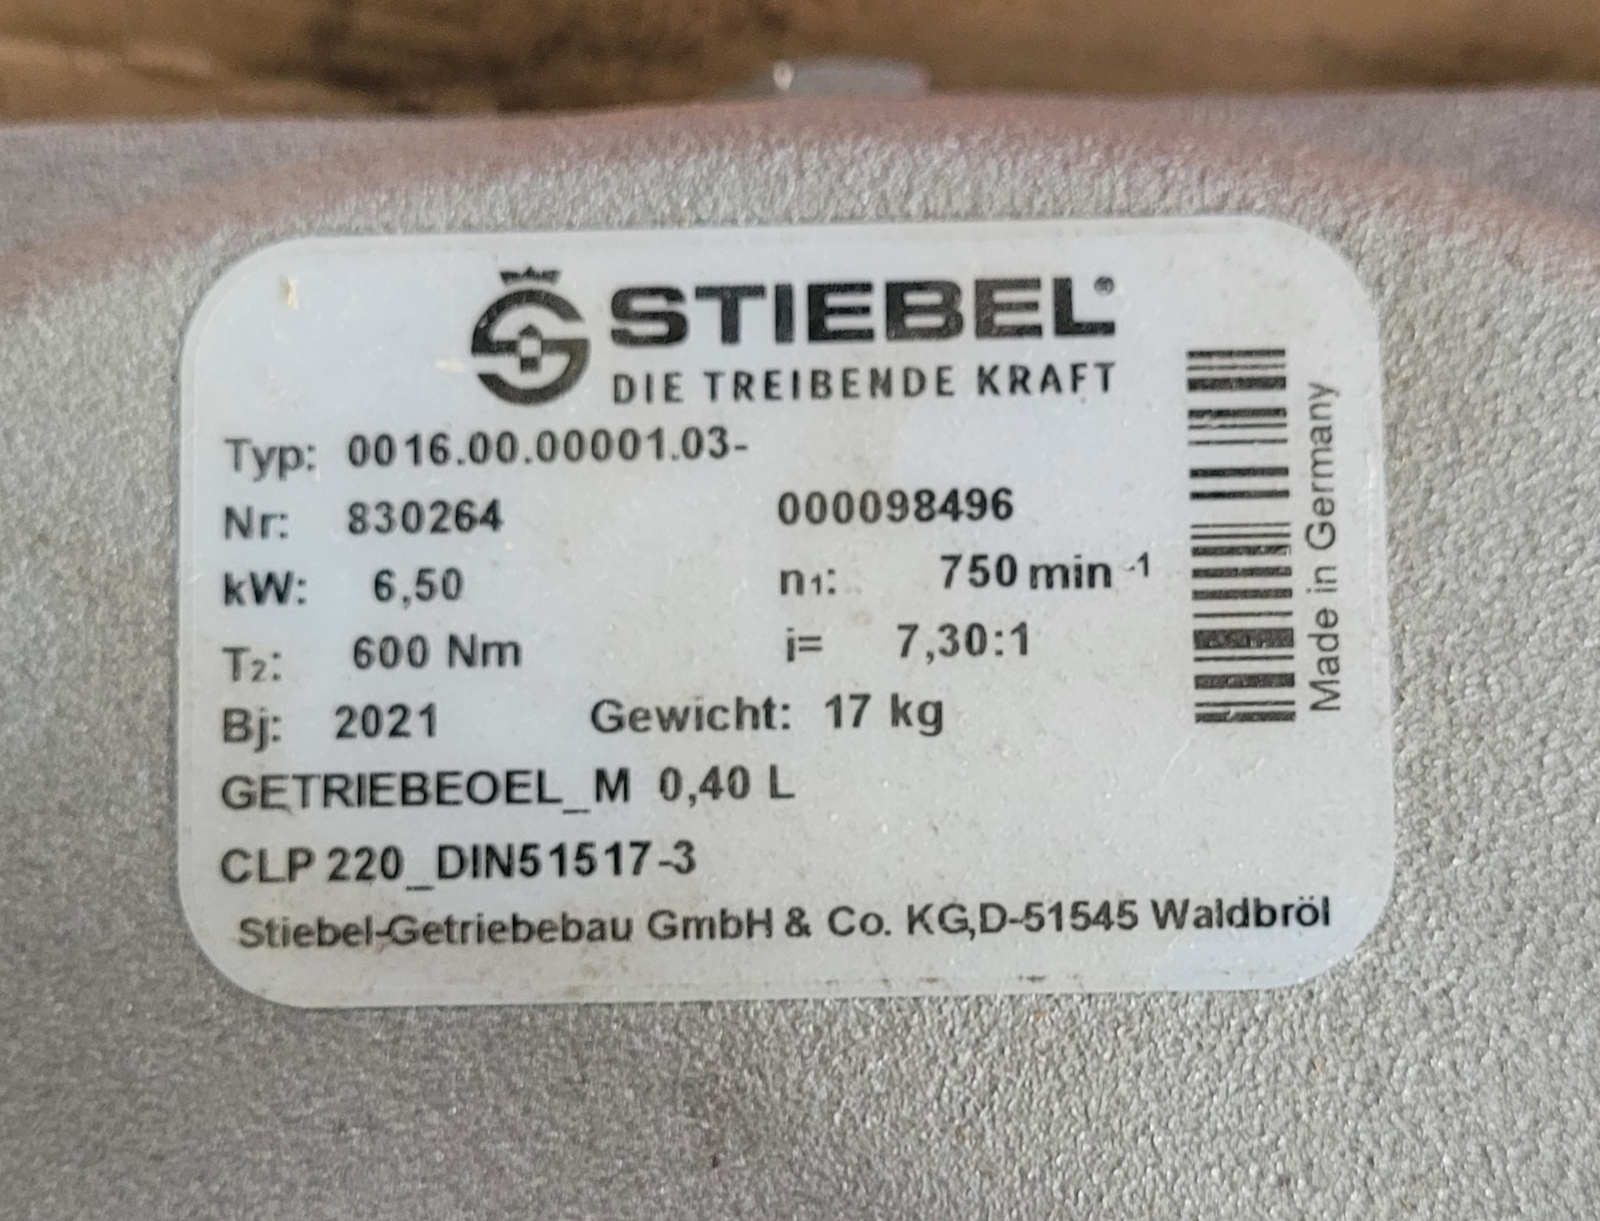 STIEBEL®
DIE TREIBENDE KRAFT
Typ: 0016.00.00001.03-
Nr: 830264 000098496
kW: 6,50 n1: 750 min -1
T2: 600 Nm i= 7,30:1
Bj: 2021 Gewicht: 17 kg
GETRIEBEOEL_M 0,40 L
CLP 220_DIN51517-3
Stiebel-Getriebebau GmbH & Co. KG,D-51545 Waldbröl
Made in Germany